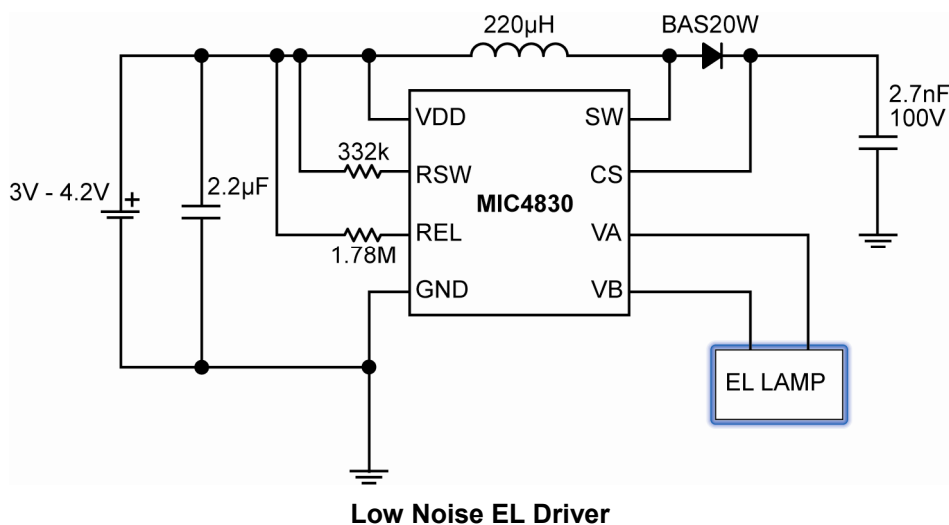 220µH
BAS20W
VDD
SW
2.7nF
100V
332k
RSW
CS
3V - 4.2V
+
2.2µF
MIC4830
REL
VA
1.78M
GND
VB
EL LAMP
Low Noise EL Driver